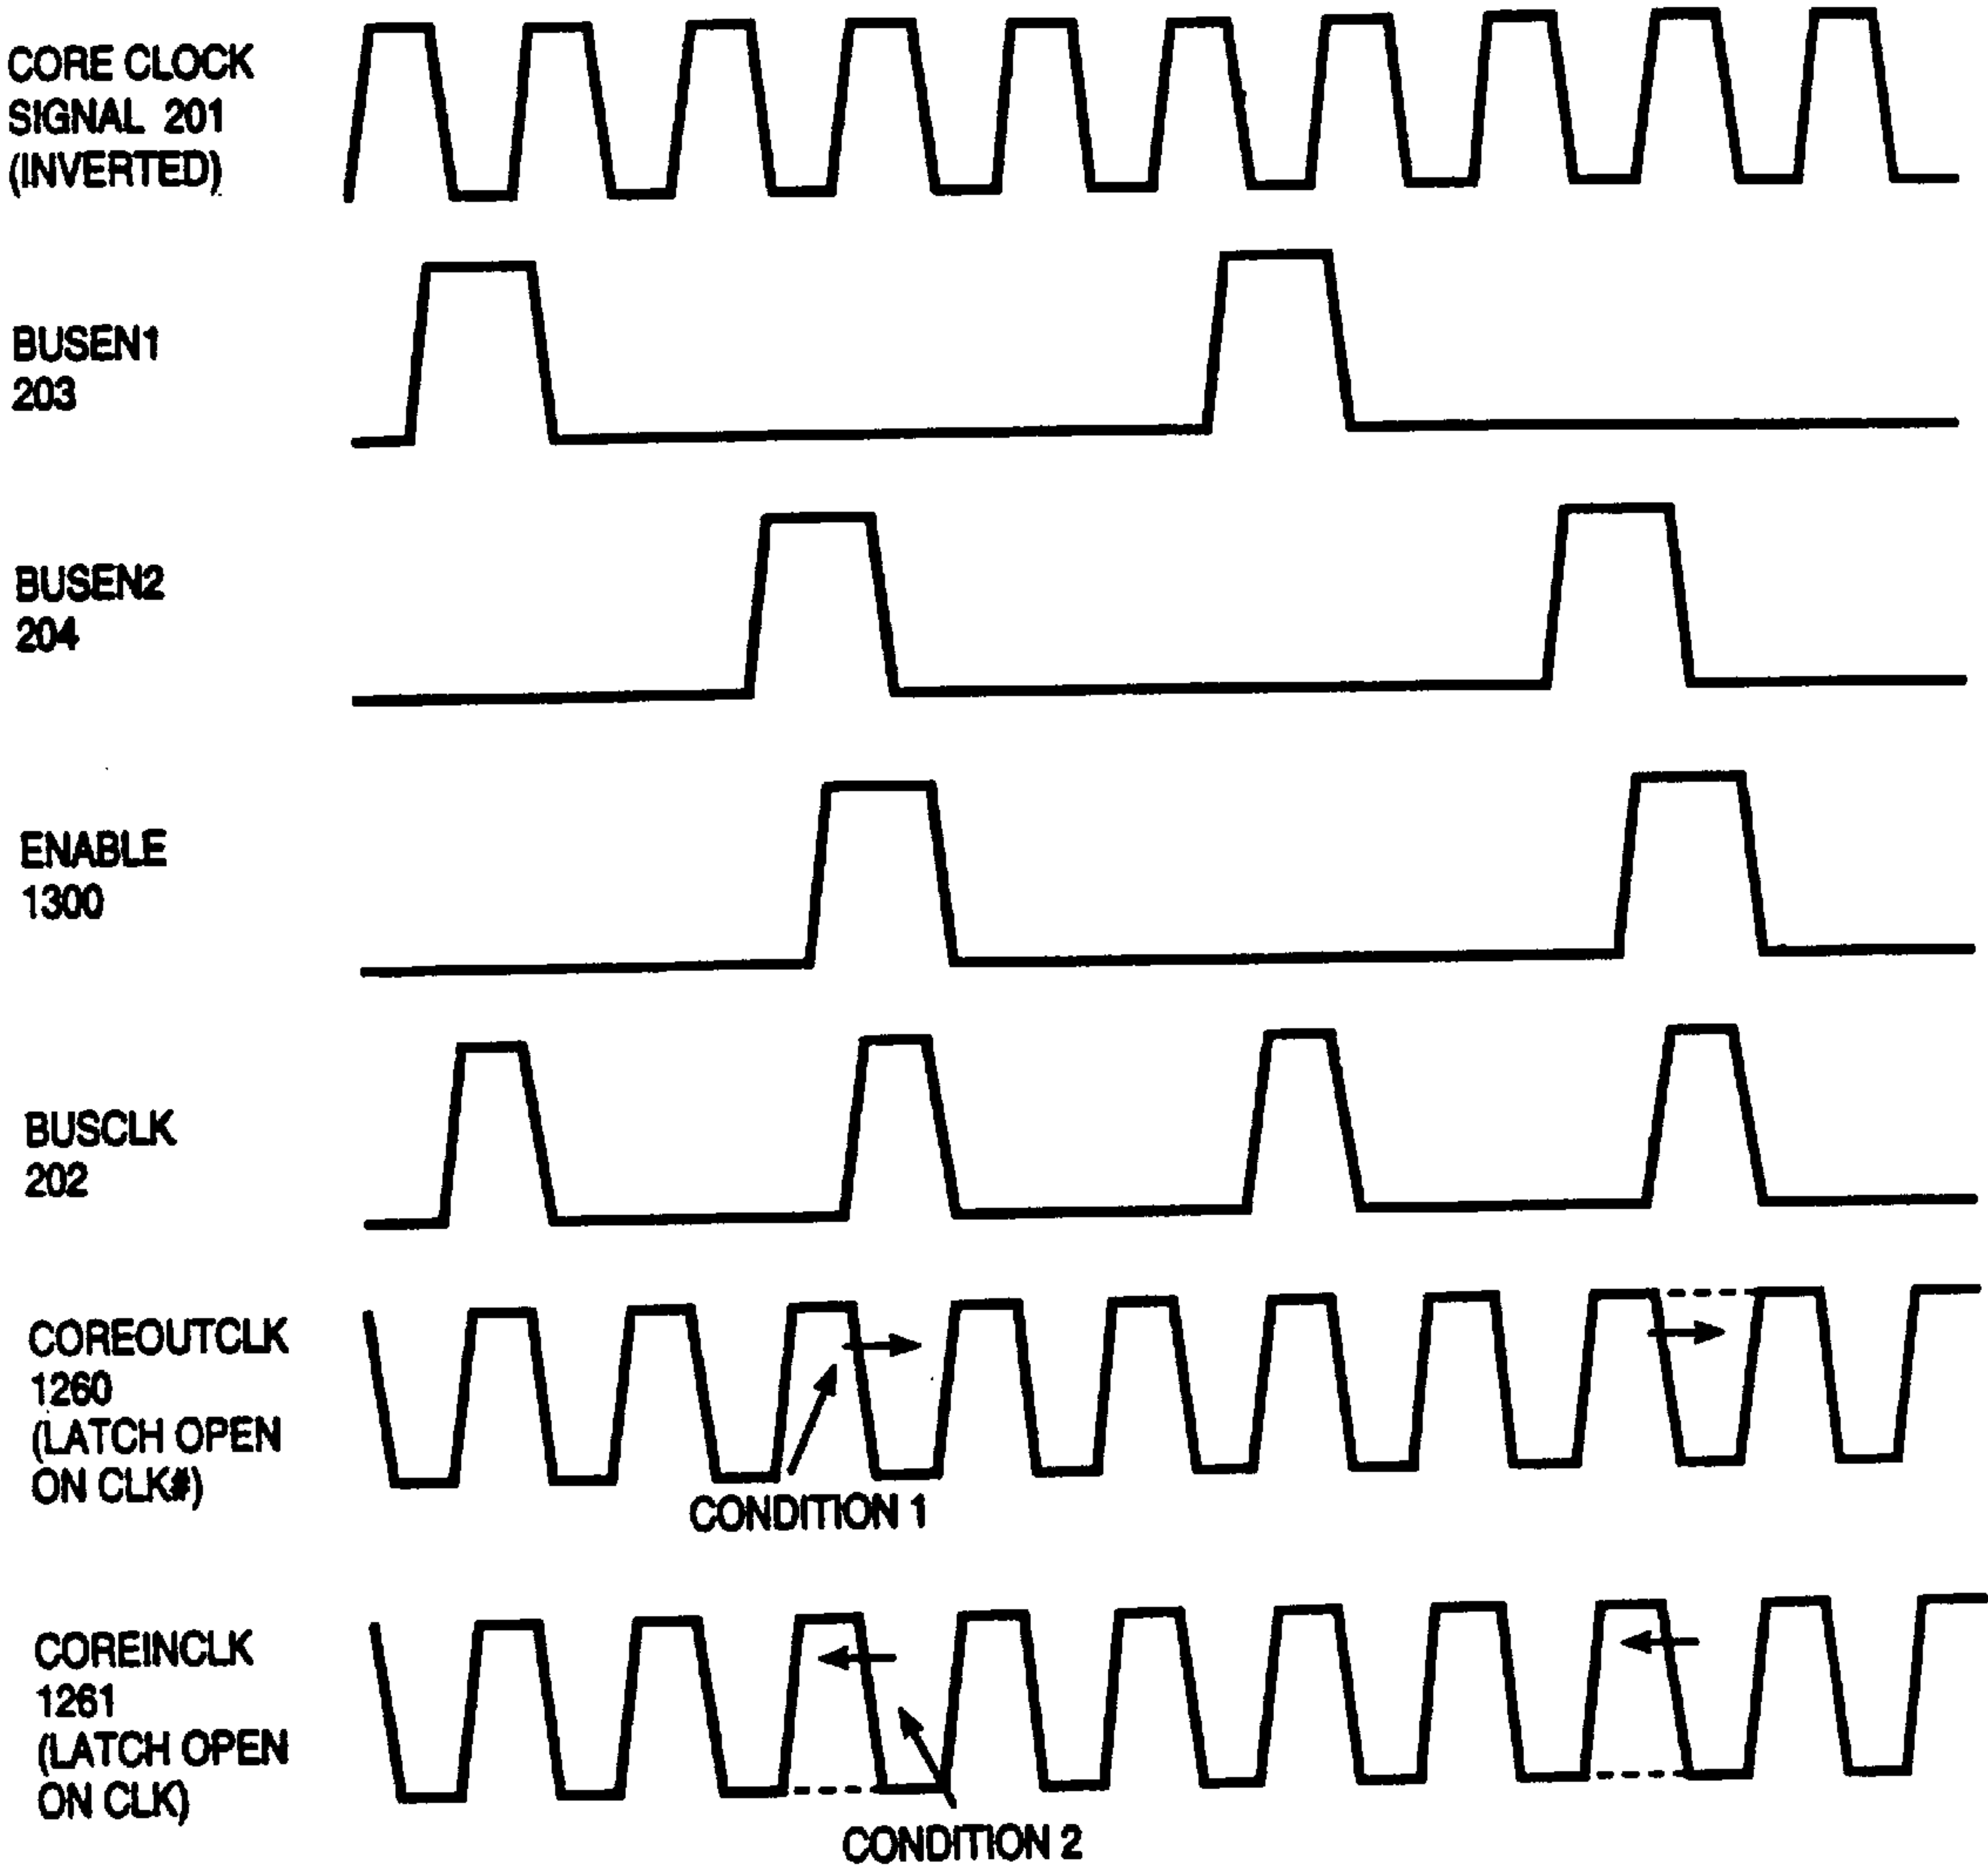 CORE CLOCK
SIGNAL 201
(INVERTED)
BUSEN1
203
BUSEN2
204
ENABLE
1300
BUSCLK
202
COREOUTCLK
1260
(LATCH OPEN
ON CLK#)
CONDITION 1
COREINCLK
1261
(LATCH OPEN
ON CLK)
CONDITION 2